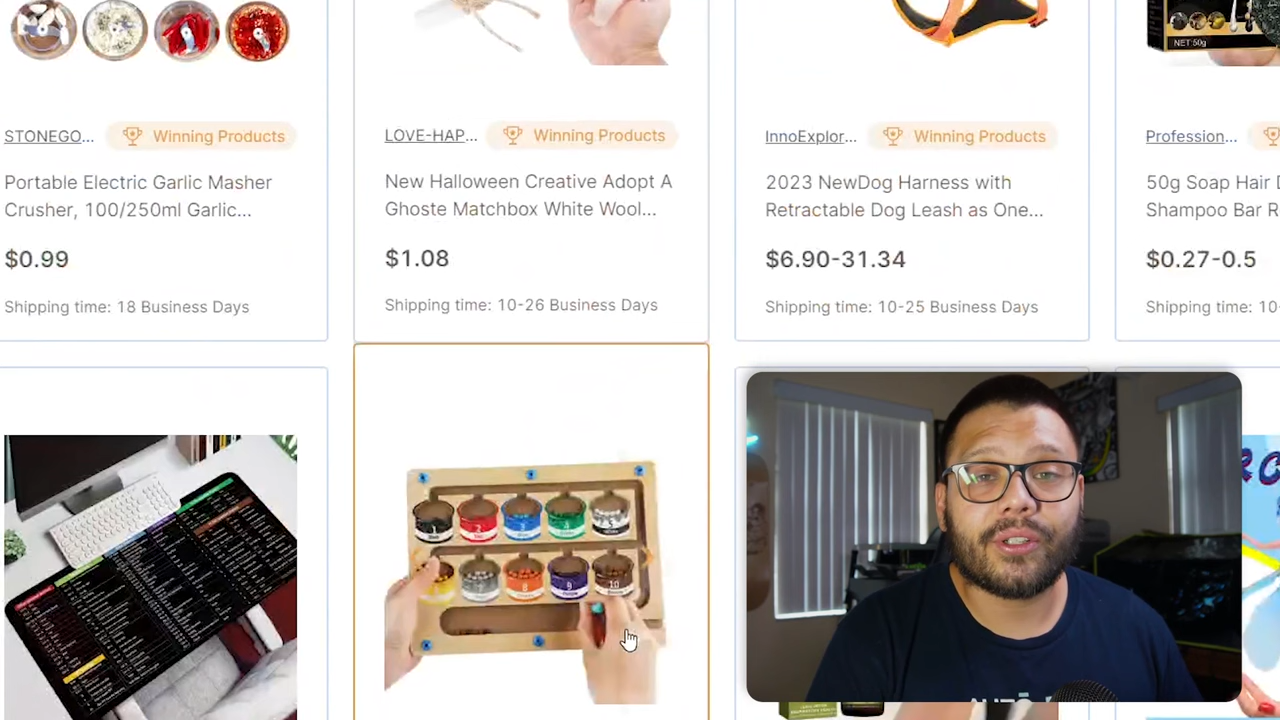 NET:50g
STONEGO... Winning Products
LOVE-HAP... Winning Products
InnoExplor... Winning Products
Profession...
Portable Electric Garlic Masher
Crusher, 100/250ml Garlic...
New Halloween Creative Adopt A
Ghoste Matchbox White Wool...
2023 NewDog Harness with
Retractable Dog Leash as One...
50g Soap Hair D
Shampoo Bar R
$0.99
$1.08
$6.90-31.34
$0.27-0.5
Shipping time: 18 Business Days
Shipping time: 10-26 Business Days
Shipping time: 10-25 Business Days
Shipping time: 10